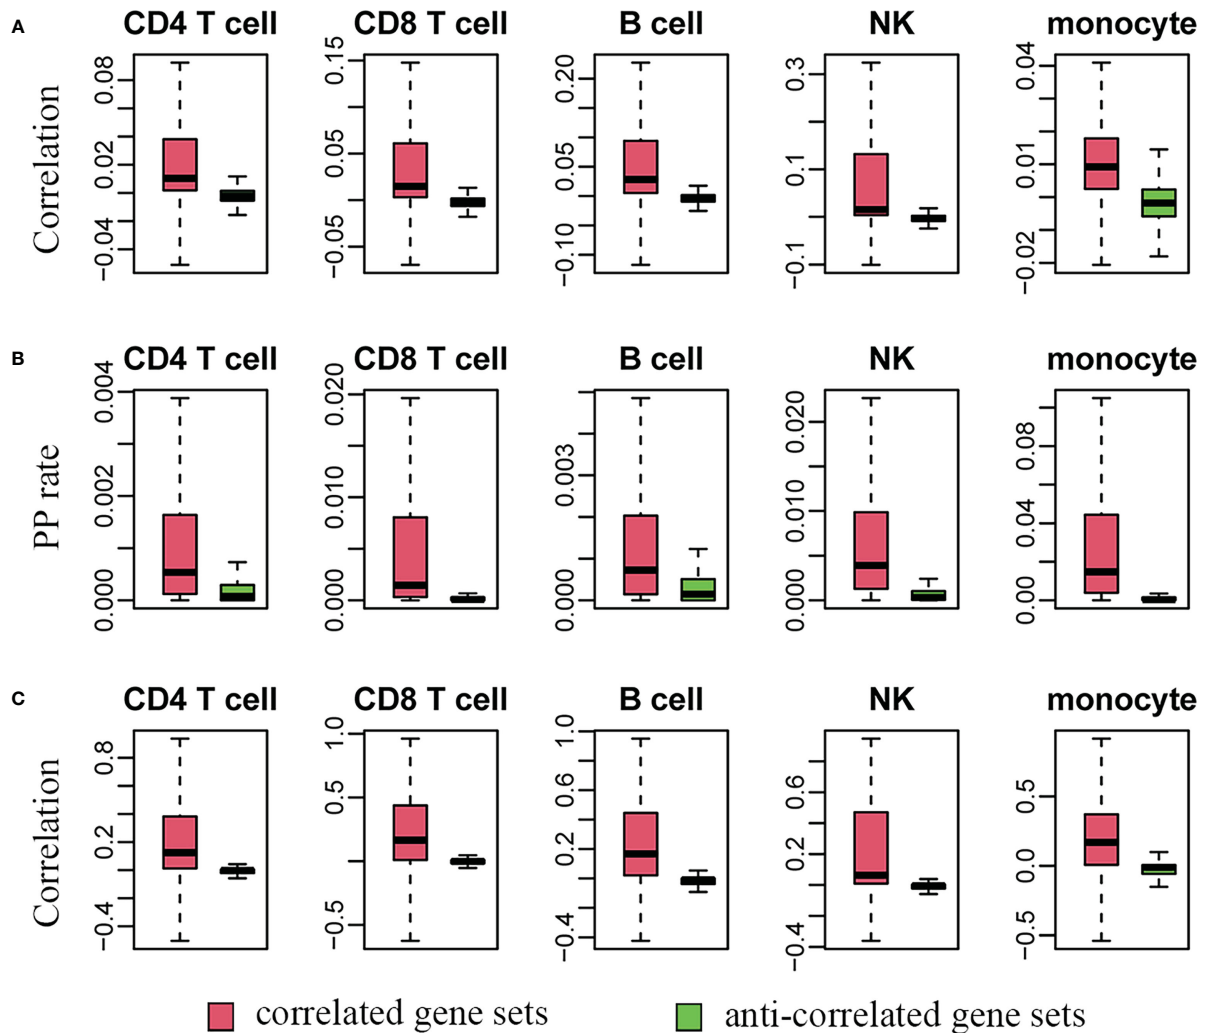 A
CD4 T cell CD8 T cell B cell NK monocyte
Correlation
−0.04 0.02 0.08
−0.05 0.05 0.15
−0.10 0.05 0.20
−0.1 0.1 0.3
−0.02 0.01 0.04
B
CD4 T cell CD8 T cell B cell NK monocyte
PP rate
0.000 0.002 0.004
0.000 0.010 0.020
0.000 0.003
0.000 0.010 0.020
0.00 0.04 0.08
C
CD4 T cell CD8 T cell B cell NK monocyte
Correlation
−0.4 0.2 0.8
−0.5 0.5 1.0
−0.4 0.2 0.6 1.0
−0.4 0.2 0.6
−0.5 0.0 0.5
correlated gene sets anti-correlated gene sets